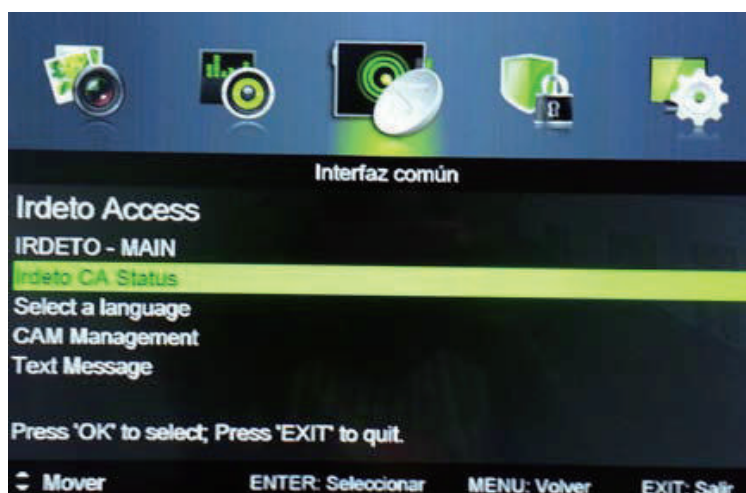 Interfaz común
Irdeto Access
IRDETO - MAIN
Irdeto CA Status
Select a language
CAM Management
Text Message
Press 'OK' to select; Press 'EXIT' to quit.
Mover ENTER: Seleccionar MENU: Volver EXIT: Salir